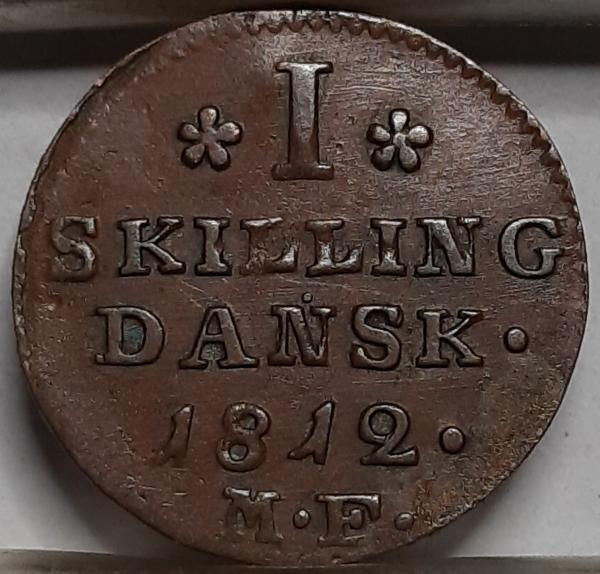 * I *
SKILLING
DANSK·
1812·
M·F·